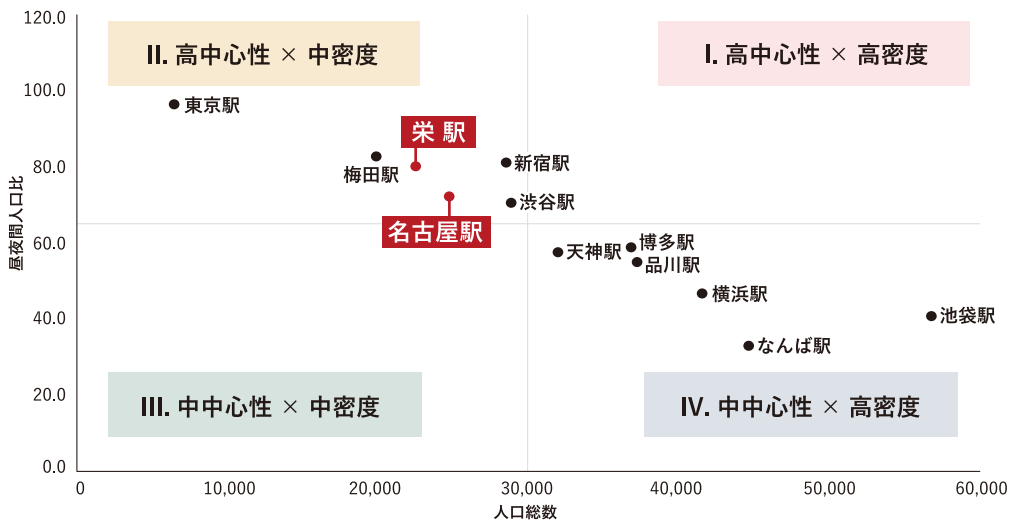 120.0
100.0
80.0
60.0
40.0
20.0
0.0
昼夜間人口比
II. 高中心性 × 中密度
I. 高中心性 × 高密度
東京駅
栄 駅
梅田駅
新宿駅
渋谷駅
名古屋駅
天神駅
博多駅
品川駅
横浜駅
池袋駅
なんば駅
III. 中中心性 × 中密度
IV. 中中心性 × 高密度
0
10,000
20,000
30,000
40,000
50,000
60,000
人口総数